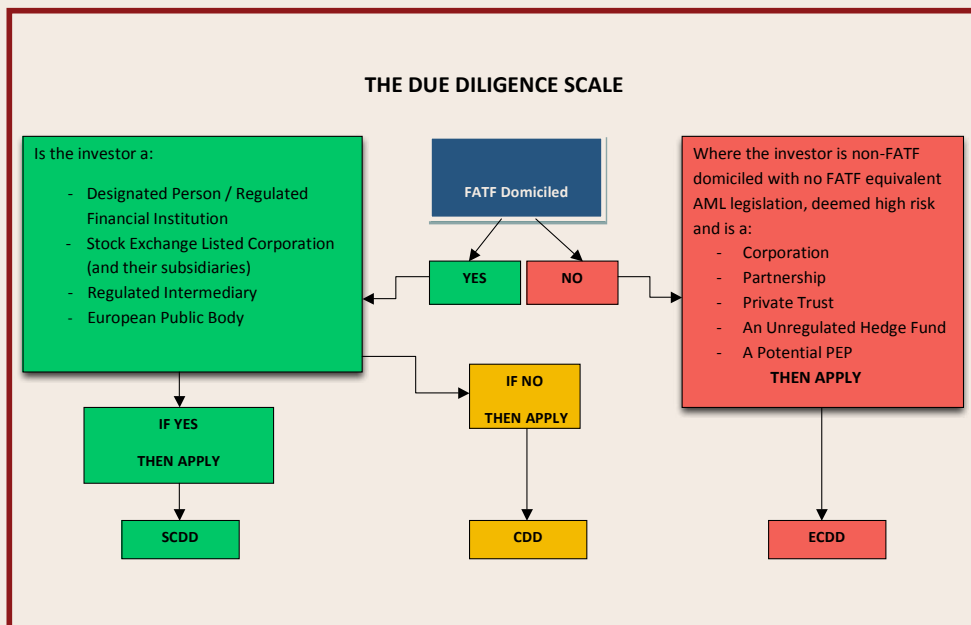 THE DUE DILIGENCE SCALE
Is the investor a:
- Designated Person / Regulated
Financial Institution
- Stock Exchange Listed Corporation
(and their subsidiaries)
- Regulated Intermediary
- European Public Body
FATF Domiciled
YES
NO
Where the investor is non-FATF
domiciled with no FATF equivalent
AML legislation, deemed high risk
and is a:
- Corporation
- Partnership
- Private Trust
- An Unregulated Hedge Fund
- A Potential PEP
THEN APPLY
IF NO
THEN APPLY
IF YES
THEN APPLY
SCDD
CDD
ECDD